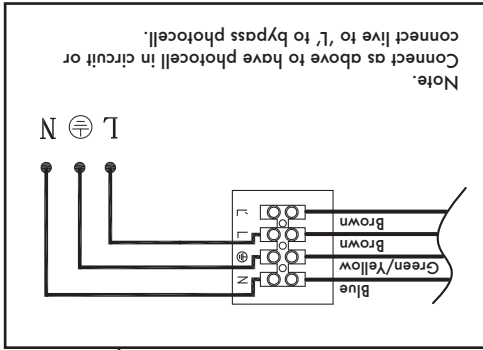 Blue N
Green/Yellow ⏚
Brown L
Brown L'
L ⏚ N
Note.
Connect as above to have photocell in circuit or
connect live to 'L' to bypass photocell.